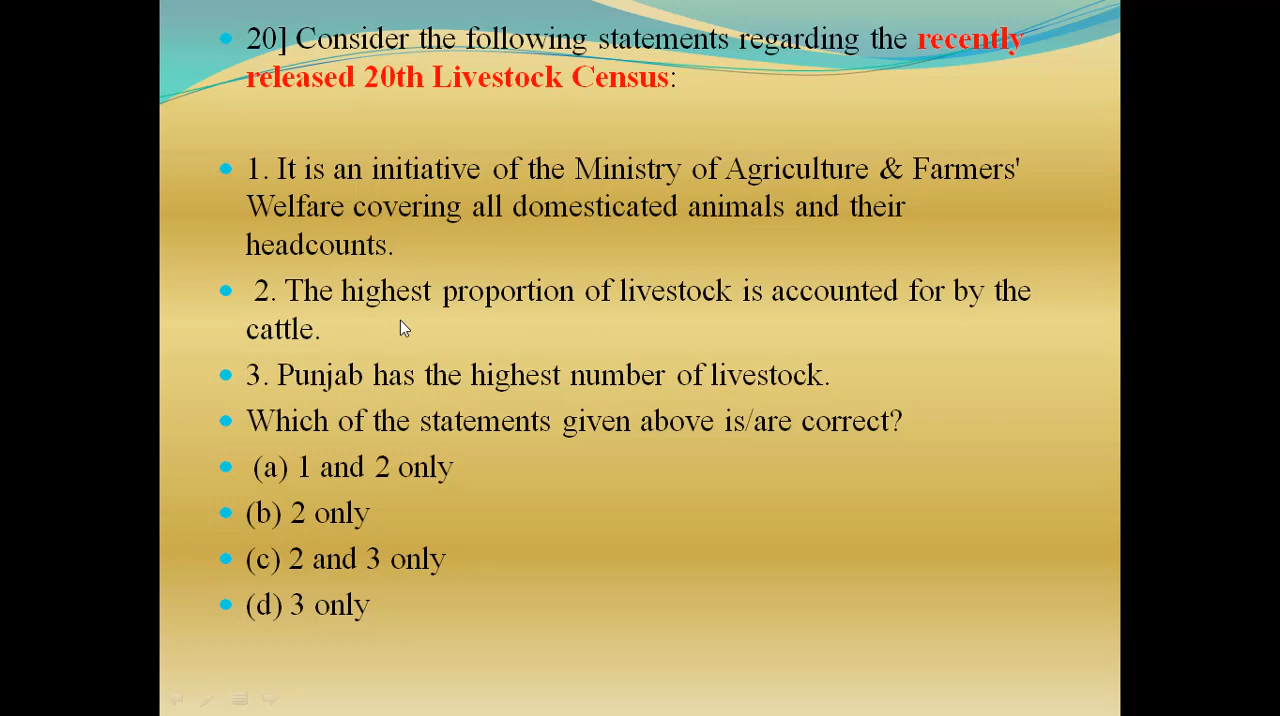 20] Consider the following statements regarding the recently
released 20th Livestock Census:
1. It is an initiative of the Ministry of Agriculture & Farmers'
Welfare covering all domesticated animals and their
headcounts.
2. The highest proportion of livestock is accounted for by the
cattle.
3. Punjab has the highest number of livestock.
Which of the statements given above is/are correct?
(a) 1 and 2 only
(b) 2 only
(c) 2 and 3 only
(d) 3 only